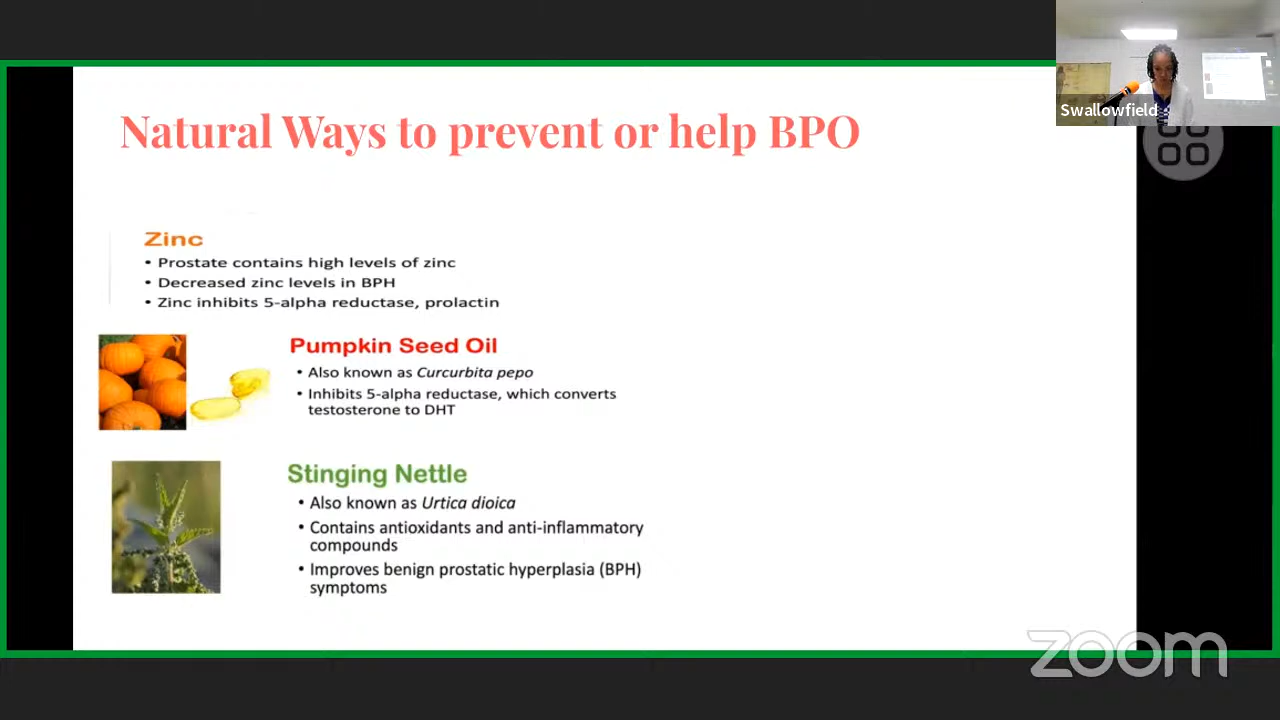 Natural Ways to prevent or help BPO
Swallowfield
Zinc
• Prostate contains high levels of zinc
• Decreased zinc levels in BPH
• Zinc inhibits 5-alpha reductase, prolactin
Pumpkin Seed Oil
• Also known as Curcurbita pepo
• Inhibits 5-alpha reductase, which converts
testosterone to DHT
Stinging Nettle
• Also known as Urtica dioica
• Contains antioxidants and anti-inflammatory
compounds
• Improves benign prostatic hyperplasia (BPH)
symptoms
zoom